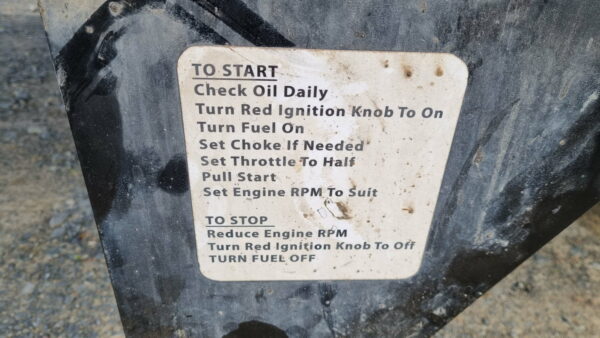 TO START
Check Oil Daily
Turn Red Ignition Knob To On
Turn Fuel On
Set Choke If Needed
Set Throttle To Half
Pull Start
Set Engine RPM To Suit
TO STOP
Reduce Engine RPM
Turn Red Ignition Knob To Off
TURN FUEL OFF